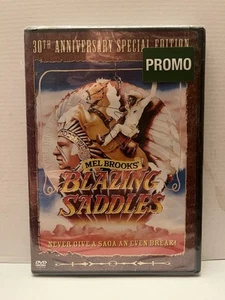 30TH ANNIVERSARY SPECIAL EDITION
PROMO
MEL BROOKS'
BLAZING
SADDLES
NEVER GIVE A SAGA AN EVEN BREAK!
DVD